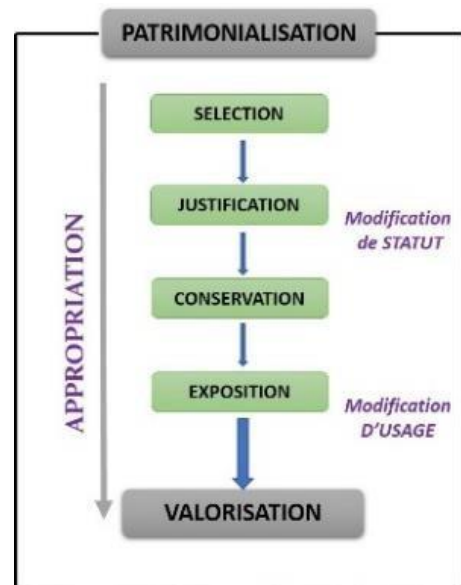 PATRIMONIALISATION
SELECTION
JUSTIFICATION
Modification
de STATUT
CONSERVATION
EXPOSITION
Modification
D'USAGE
VALORISATION
APPROPRIATION